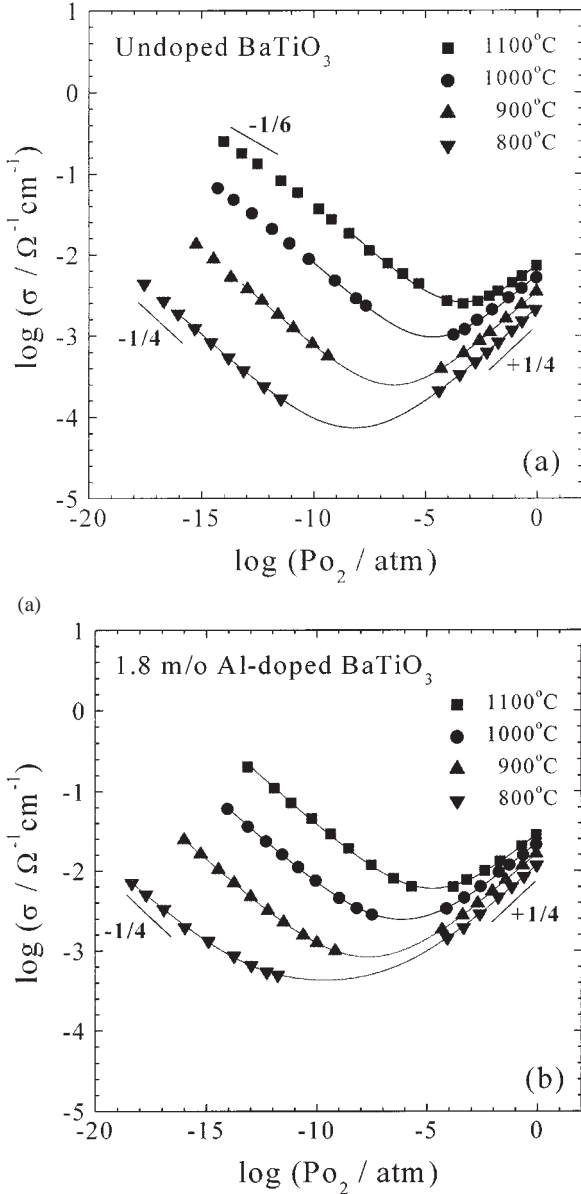 1
0
-1
-2
-3
-4
-5
-20 -15 -10 -5 0
log (σ / Ω⁻¹cm⁻¹)
log (Po₂ / atm)
Undoped BaTiO₃
1100°C
1000°C
900°C
800°C
-1/6
-1/4
+1/4
(a)
(a)
1
0
-1
-2
-3
-4
-5
-20 -15 -10 -5 0
log (σ / Ω⁻¹cm⁻¹)
log (Po₂ / atm)
1.8 m/o Al-doped BaTiO₃
1100°C
1000°C
900°C
800°C
-1/4
+1/4
(b)